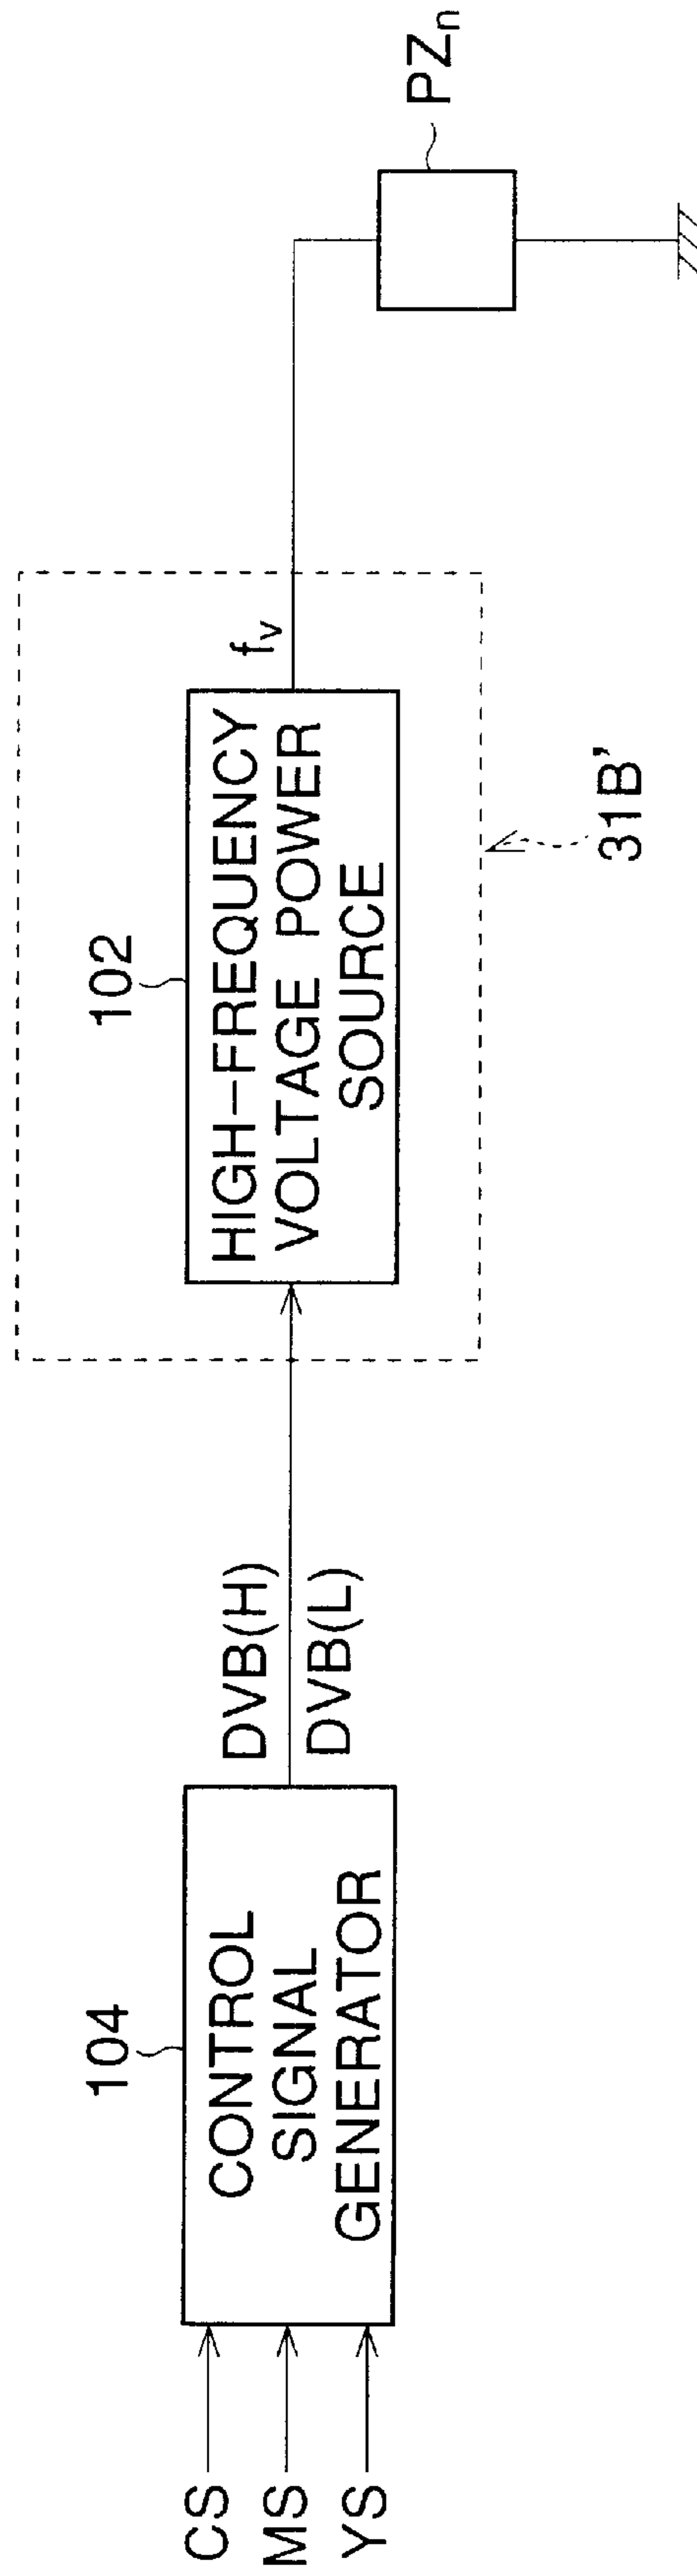 CS
MS
YS
104
CONTROL
SIGNAL
GENERATOR
DVB(H)
DVB(L)
102
HIGH-FREQUENCY
VOLTAGE POWER
SOURCE
fv
31B'
PZn